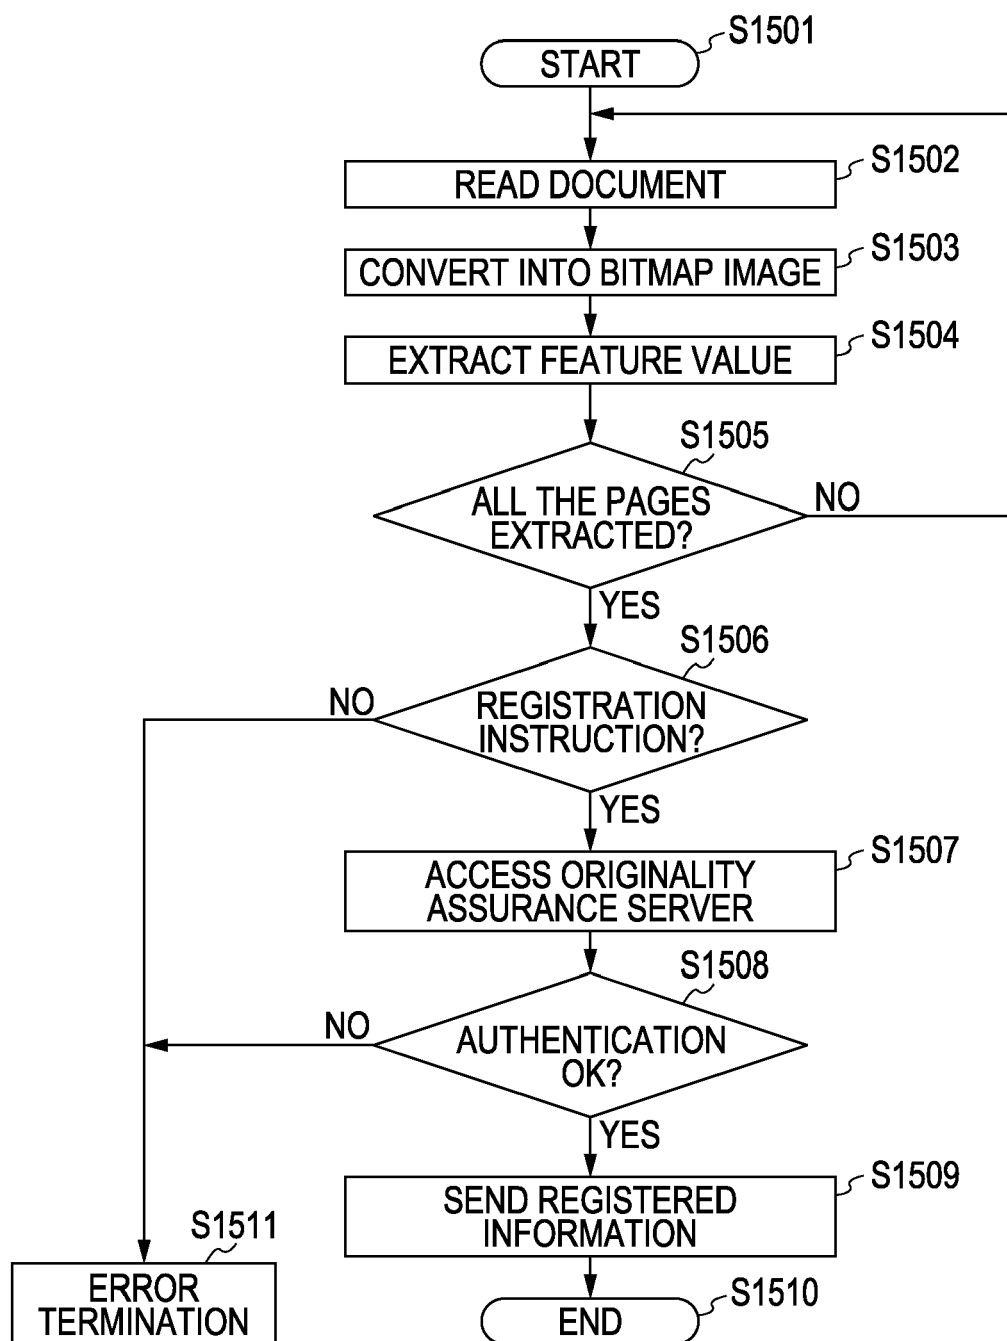 S1501
START
S1502
READ DOCUMENT
S1503
CONVERT INTO BITMAP IMAGE
S1504
EXTRACT FEATURE VALUE
S1505
ALL THE PAGES
EXTRACTED?
NO
YES
S1506
REGISTRATION
INSTRUCTION?
NO
YES
S1507
ACCESS ORIGINALITY
ASSURANCE SERVER
S1508
AUTHENTICATION
OK?
NO
YES
S1509
SEND REGISTERED
INFORMATION
S1511
ERROR
TERMINATION
S1510
END